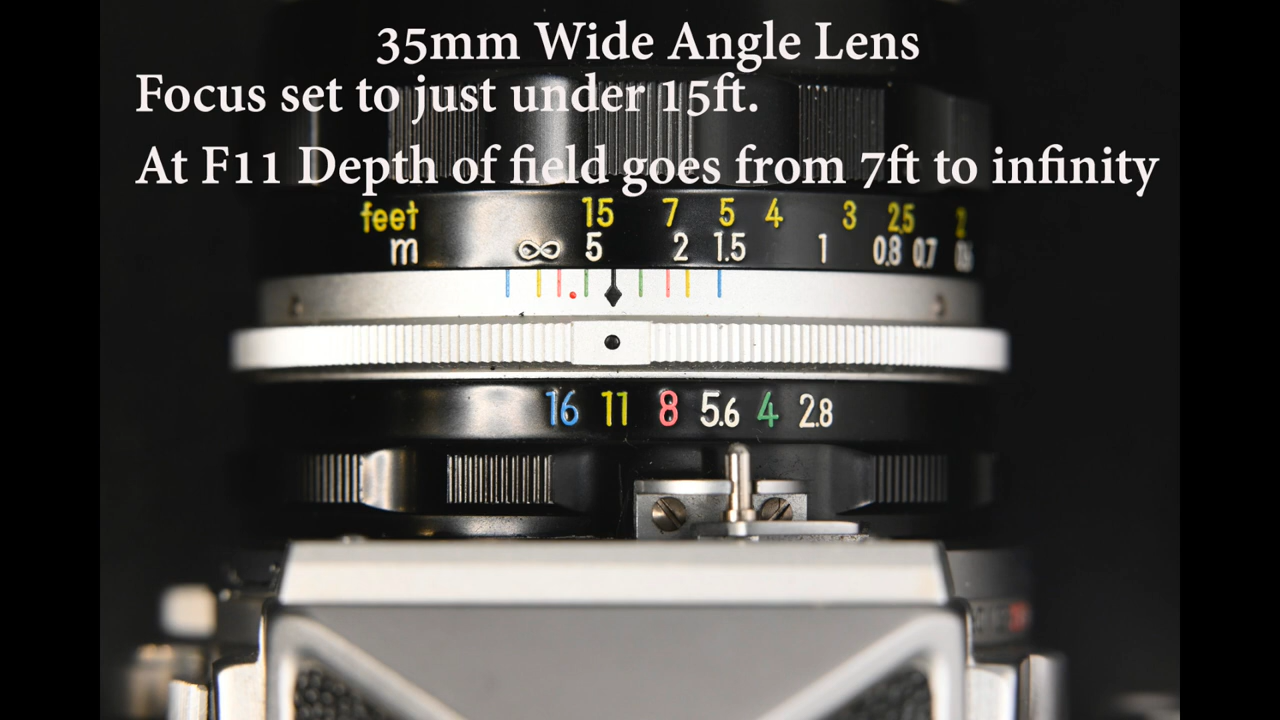 35mm Wide Angle Lens
Focus set to just under 15ft.
At F11 Depth of field goes from 7ft to infinity
feet 15 7 5 4 3 2.5 2
m ∞ 5 2 1.5 1 0.8 0.7
16 11 8 5.6 4 2.8